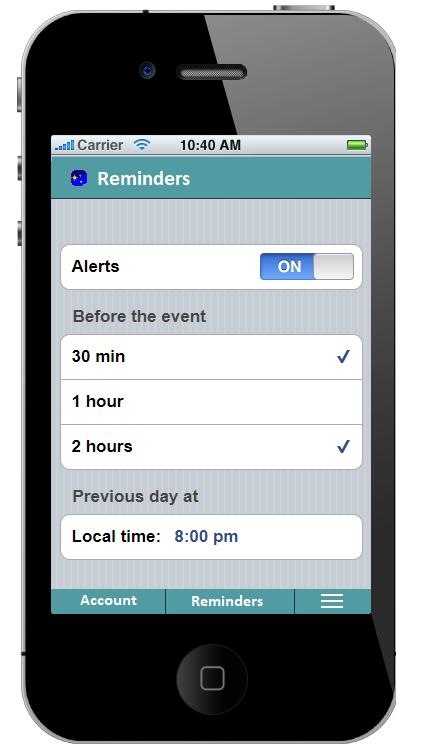 Carrier 10:40 AM
Reminders
Alerts ON
Before the event
30 min
1 hour
2 hours
Previous day at
Local time: 8:00 pm
Account Reminders